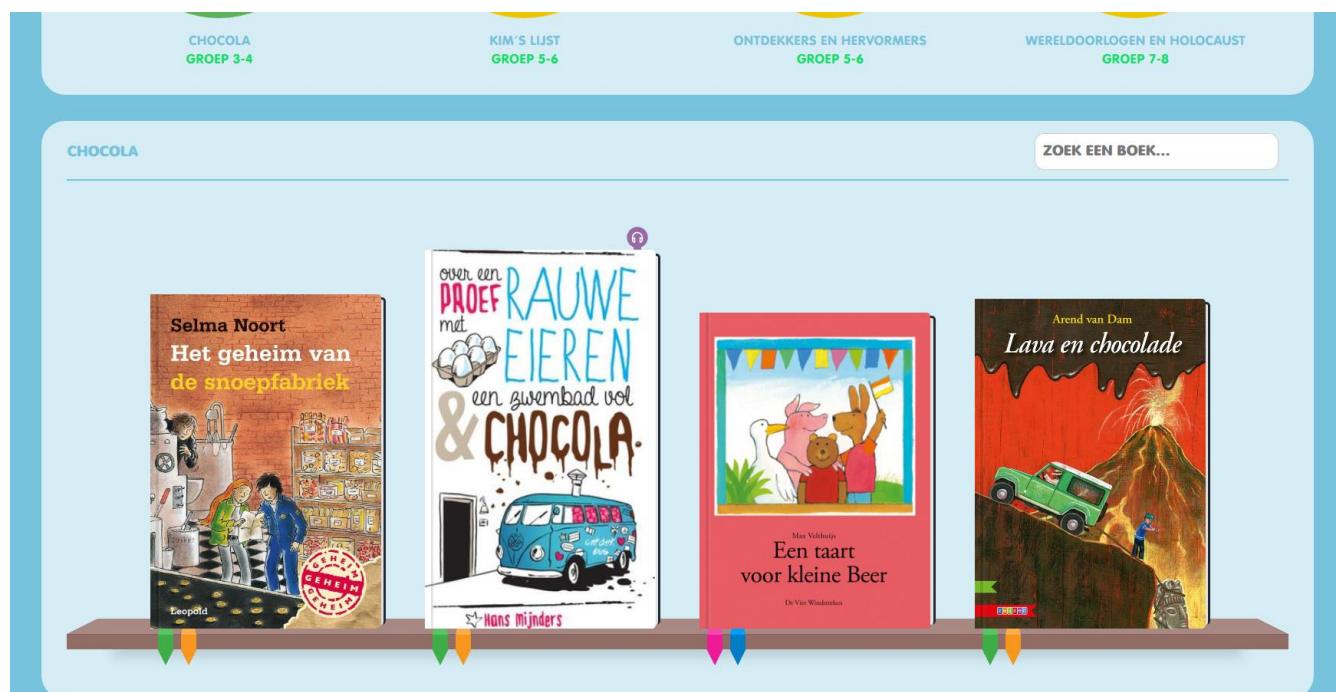 CHOCOLA
GROEP 3-4
KIM'S LIJST
GROEP 5-6
ONTDEKKERS EN HERVORMERS
GROEP 5-6
WERELDOORLOGEN EN HOLOCAUST
GROEP 7-8
CHOCOLA
ZOEK EEN BOEK...
Selma Noort
Het geheim van
de snoepfabriek
GEHEIM
GEHEIM
GEHEIM
Leopold
over een
PROEF
met
RAUWE
EIEREN
een zwembad vol
& CHOCOLA
Hans Mijnders
Max Velthuijs
Een taart
voor kleine Beer
De Vier Windstreken
Arend van Dam
Lava en chocolade